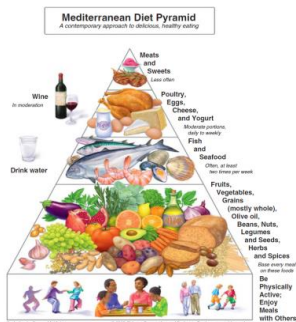 Mediterranean Diet Pyramid
A contemporary approach to delicious, healthy eating
Meats
and
Sweets
Less often
Wine
In moderation
Poultry,
Eggs,
Cheese,
and Yogurt
Moderate portions,
daily to weekly
Fish
and
Seafood
Often, at least
two times per week
Drink water
Fruits,
Vegetables,
Grains
(mostly whole),
Olive oil,
Beans, Nuts,
Legumes
and Seeds,
Herbs
and Spices
Base every meal
on these foods
Be
Physically
Active;
Enjoy
Meals
with Others